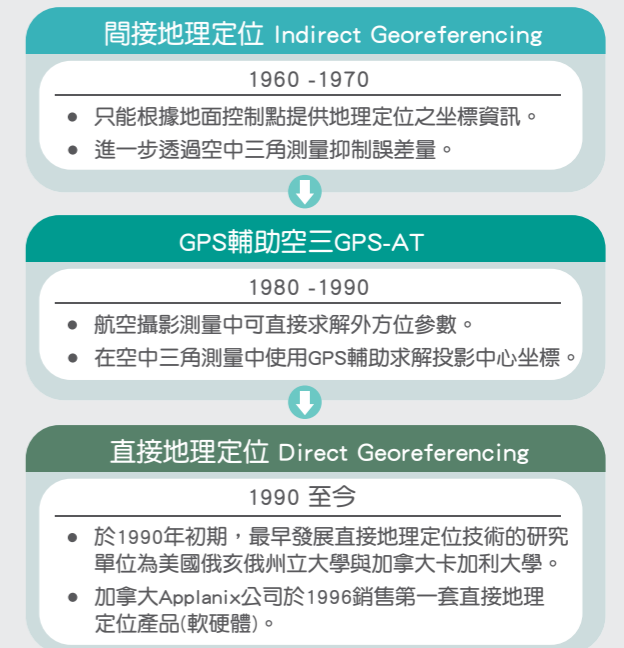 間接地理定位 Indirect Georeferencing
1960 -1970
● 只能根據地面控制點提供地理定位之坐標資訊。
● 進一步透過空中三角測量抑制誤差量。
GPS輔助空三GPS-AT
1980 -1990
● 航空攝影測量中可直接求解外方位參數。
● 在空中三角測量中使用GPS輔助求解投影中心坐標。
直接地理定位 Direct Georeferencing
1990 至今
● 於1990年初期，最早發展直接地理定位技術的研究
單位為美國俄亥俄州立大學與加拿大卡加利大學。
● 加拿大Applanix公司於1996銷售第一套直接地理
定位產品(軟硬體)。